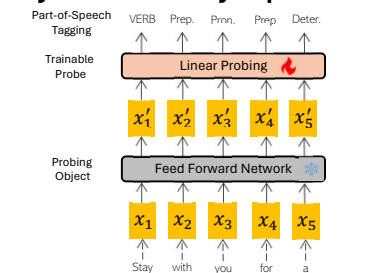 Part-of-Speech
Tagging
VERB Prep. Pron. Prep Deter.
Trainable
Probe
Linear Probing
x′₁ x′₂ x′₃ x′₄ x′₅
Probing
Object
Feed Forward Network
x₁ x₂ x₃ x₄ x₅
Stay with you for a